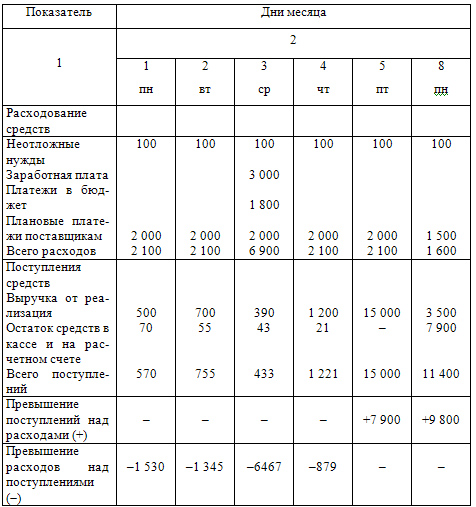 Показатель Дни месяца
1 2
1 2 3 4 5 8
пн вт ср чт пт пн
Расходование
средств
Неотложные 100 100 100 100 100 100
нужды
Заработная плата 3 000
Платежи в бюд-
жет 1 800
Плановые плате-
жи поставщикам 2 000 2 000 2 000 2 000 2 000 1 500
Всего расходов 2 100 2 100 6 900 2 100 2 100 1 600
Поступления
средств
Выручка от реа-
лизация 500 700 390 1 200 15 000 3 500
Остаток средств в 70 55 43 21 – 7 900
кассе и на рас-
четном счете
Всего поступле- 570 755 433 1 221 15 000 11 400
ний
Превышение
поступлений над – – – – +7 900 +9 800
расходами (+)
Превышение
расходов над –1 530 –1 345 –6467 –879 – –
поступлениями
(–)